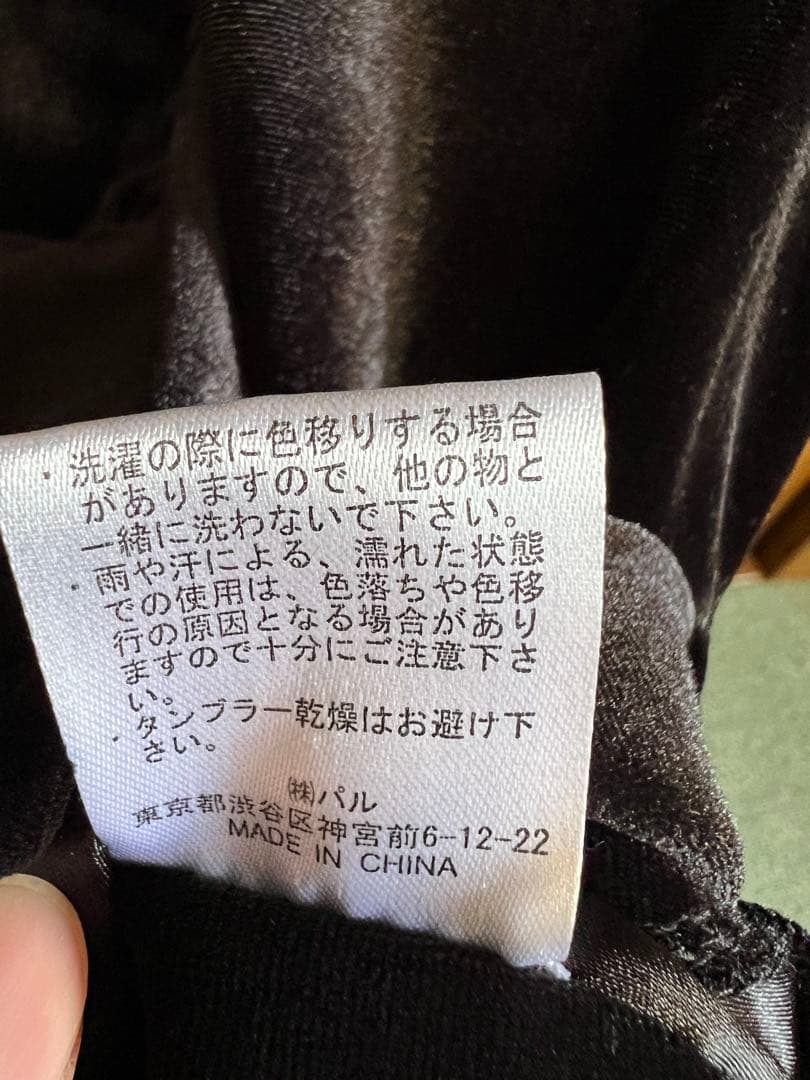 ・洗濯の際に色移りする場合
があリますので、他の物と
一緒に洗わないで下さい。
・雨や汗による、濡れた状態
での使用は、色落ちや色移
行の原因となる場合があり
ますので十分にご注意下さ
い。
・タンブラー乾燥はお避け下
さい。
㈱パル
東京都渋谷区神宮前6-12-22
MADE IN CHINA